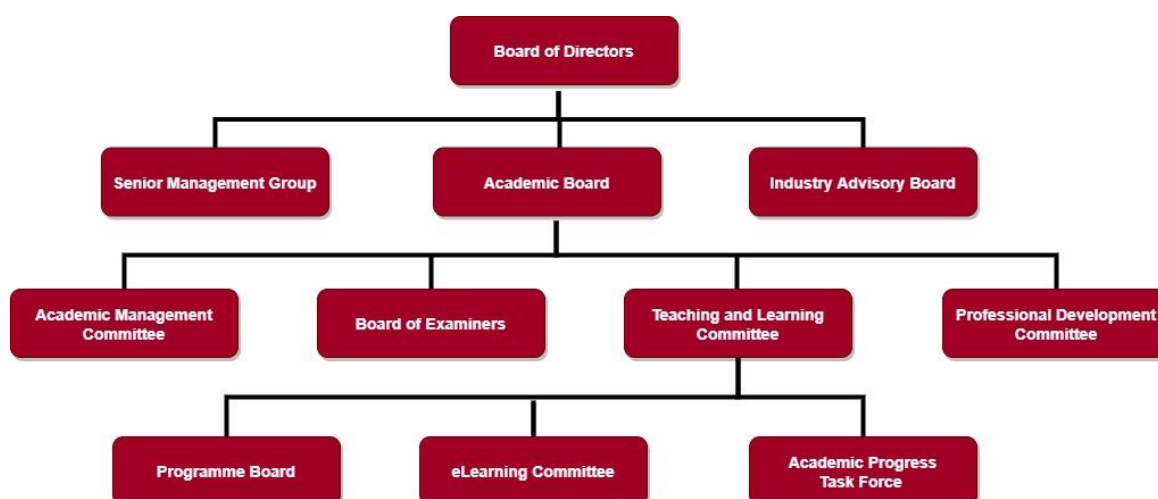 Board of Directors
Senior Management Group
Academic Board
Industry Advisory Board
Academic Management
Committee
Board of Examiners
Teaching and Learning
Committee
Professional Development
Committee
Programme Board
eLearning Committee
Academic Progress
Task Force